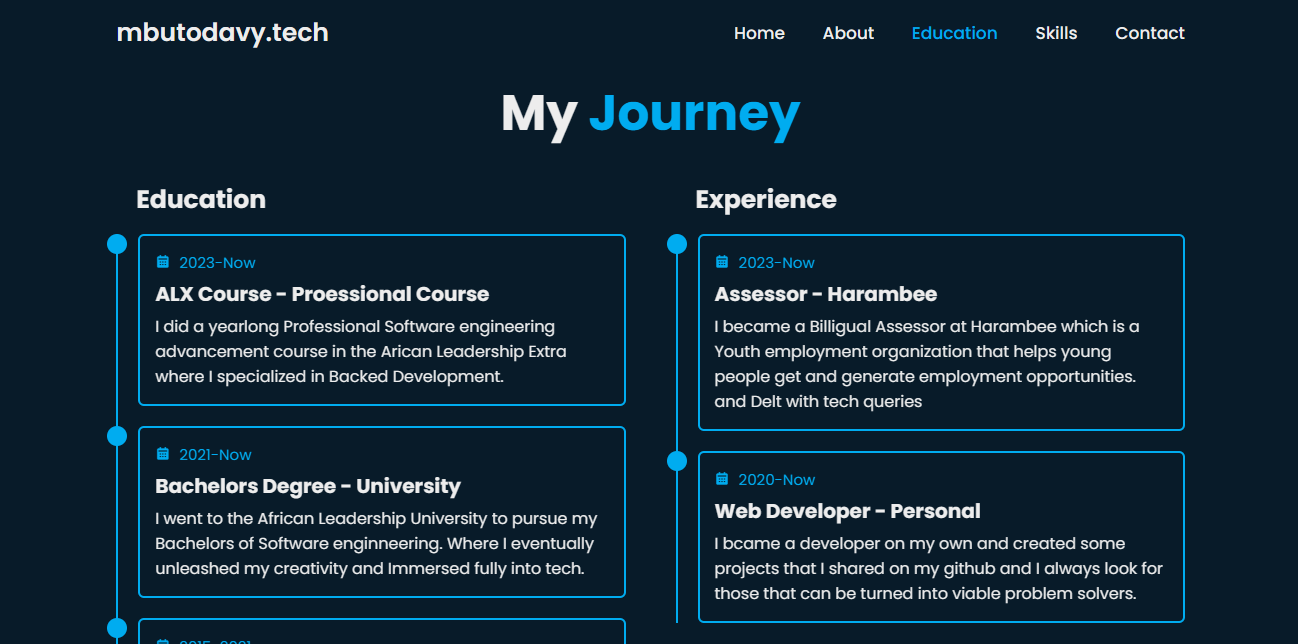 mbutodavy.tech
Home About Education Skills Contact
My Journey
Education
2023-Now
ALX Course - Proessional Course
I did a yearlong Professional Software engineering
advancement course in the Arican Leadership Extra
where I specialized in Backed Development.
2021-Now
Bachelors Degree - University
I went to the African Leadership University to pursue my
Bachelors of Software enginneering. Where I eventually
unleashed my creativity and Immersed fully into tech.
2015-2021
Experience
2023-Now
Assessor - Harambee
I became a Billigual Assessor at Harambee which is a
Youth employment organization that helps young
people get and generate employment opportunities.
and Delt with tech queries
2020-Now
Web Developer - Personal
I bcame a developer on my own and created some
projects that I shared on my github and I always look for
those that can be turned into viable problem solvers.